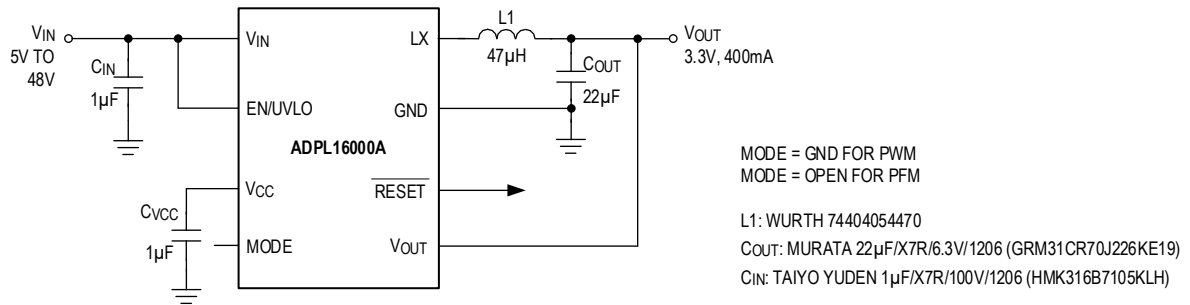 VIN
5V TO
48V
CIN
1µF
VIN
EN/UVLO
VCC
CVCC
1µF
MODE
ADPL16000A
LX
GND
RESET
VOUT
L1
47µH
COUT
22µF
VOUT
3.3V, 400mA
MODE = GND FOR PWM
MODE = OPEN FOR PFM
L1: WURTH 74404054470
COUT: MURATA 22µF/X7R/6.3V/1206 (GRM31CR70J226KE19)
CIN: TAIYO YUDEN 1µF/X7R/100V/1206 (HMK316B7105KLH)